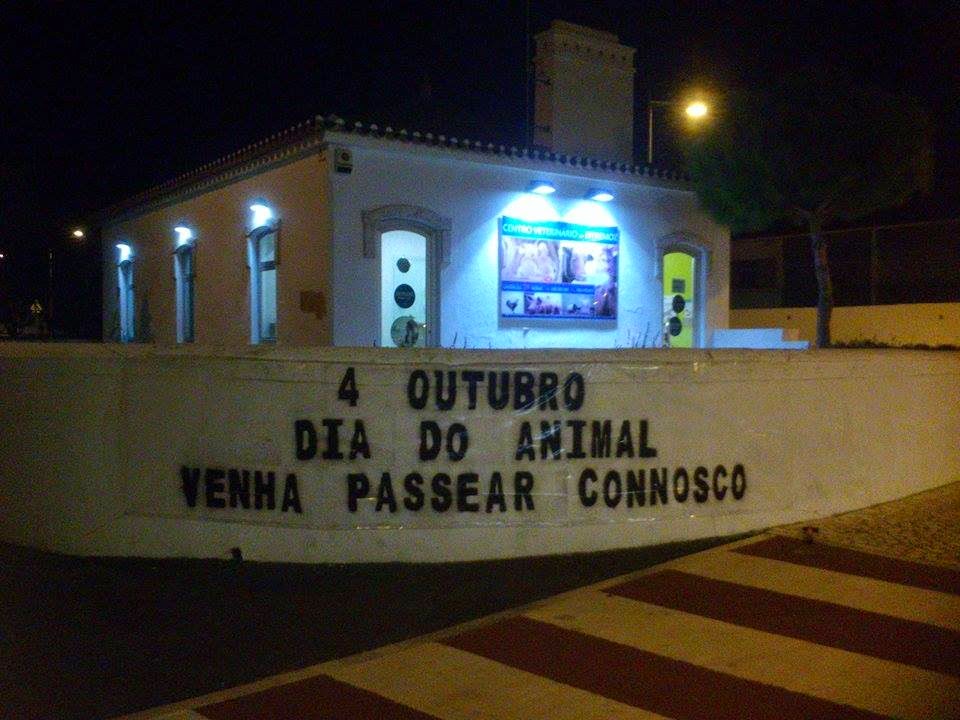 CENTRO VETERINÁRIO
4 OUTUBRO
DIA DO ANIMAL
VENHA PASSEAR CONNOSCO